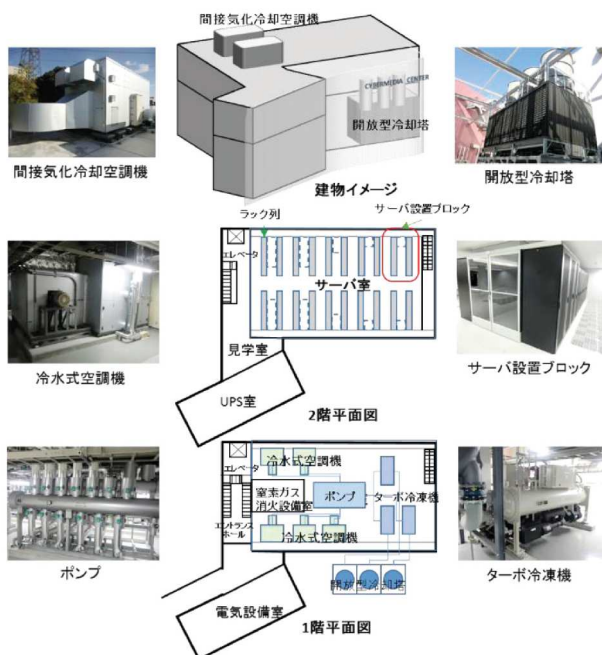 間接気化冷却空調機
CYBERMEDIA CENTER
開放型冷却塔
間接気化冷却空調機
建物イメージ
開放型冷却塔
ラック列
サーバ設置ブロック
エレベータ
サーバ室
見学室
UPS室
2階平面図
冷水式空調機
サーバ設置ブロック
エレベータ
冷水式空調機
窒素ガス
消火設備室
ポンプ
ターボ冷凍機
エントランス
ホール
冷水式空調機
開放型冷却塔
電気設備室
1階平面図
ポンプ
ターボ冷凍機